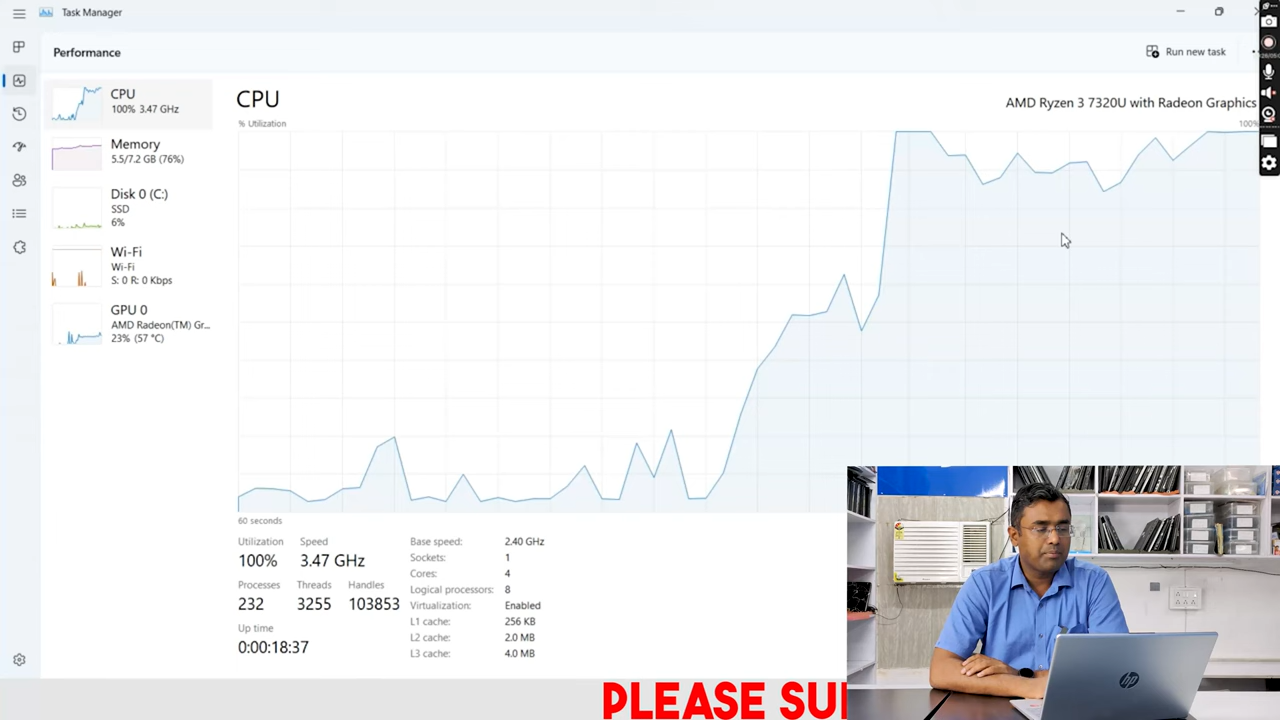 Task Manager
Performance
Run new task
CPU
100% 3.47 GHz
Memory
5.5/7.2 GB (76%)
Disk 0 (C:)
SSD
6%
Wi-Fi
Wi-Fi
S: 0 R: 0 Kbps
GPU 0
AMD Radeon(TM) Gr...
23% (57 °C)
CPU
AMD Ryzen 3 7320U with Radeon Graphics
% Utilization
100%
60 seconds
Utilization
100%
Speed
3.47 GHz
Processes
232
Threads
3255
Handles
103853
Up time
0:00:18:37
Base speed: 2.40 GHz
Sockets: 1
Cores: 4
Logical processors: 8
Virtualization: Enabled
L1 cache: 256 KB
L2 cache: 2.0 MB
L3 cache: 4.0 MB
hp
PLEASE SU